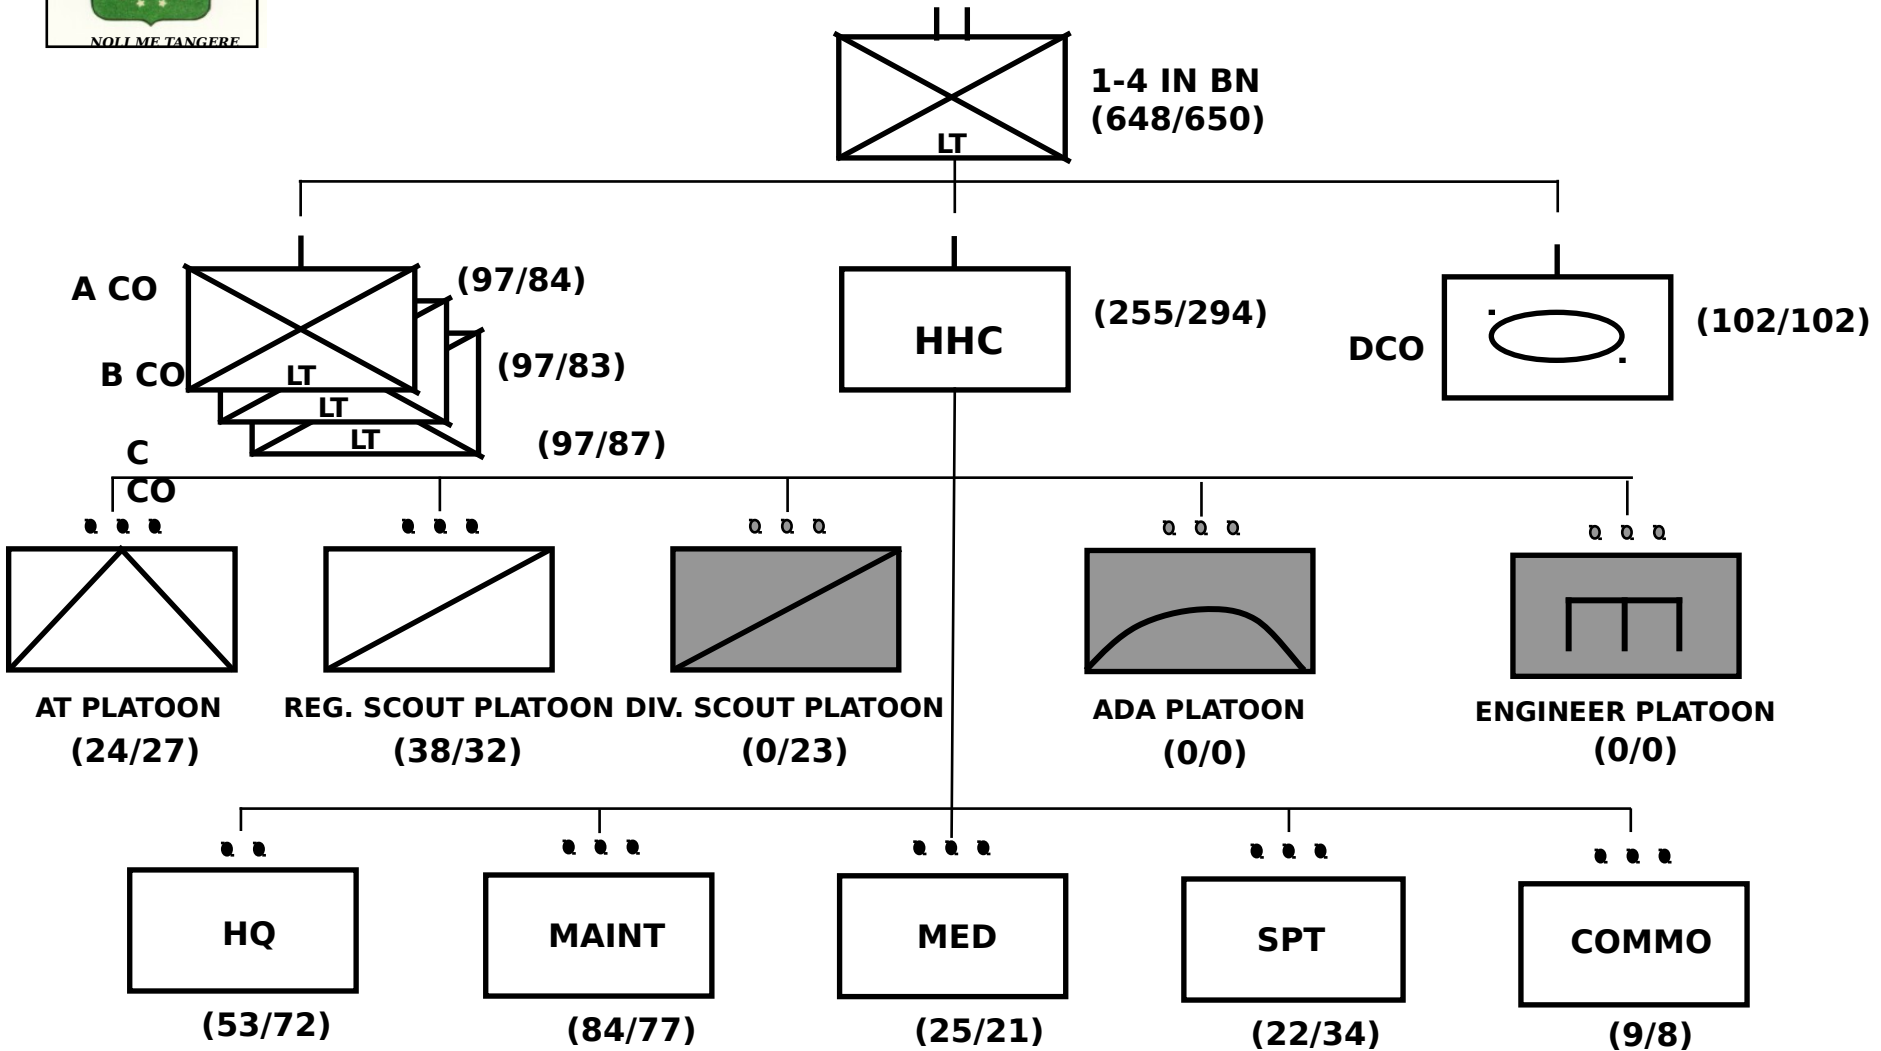 NOLI ME TANGERE
1-4 IN BN
(648/650)
LT
A CO
(97/84)
B CO
LT
(97/83)
LT
C
CO
LT
(97/87)
HHC
(255/294)
DCO
(102/102)
AT PLATOON
(24/27)
REG. SCOUT PLATOON
(38/32)
DIV. SCOUT PLATOON
(0/23)
ADA PLATOON
(0/0)
ENGINEER PLATOON
(0/0)
HQ
(53/72)
MAINT
(84/77)
MED
(25/21)
SPT
(22/34)
COMMO
(9/8)